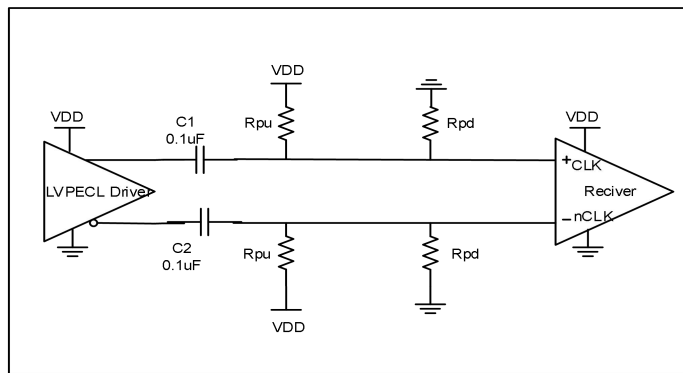 VDD
VDD
VDD
C1
0.1uF
Rpu
Rpd
LVPECL Driver
+CLK
Reciver
−nCLK
C2
0.1uF
Rpu
Rpd
VDD